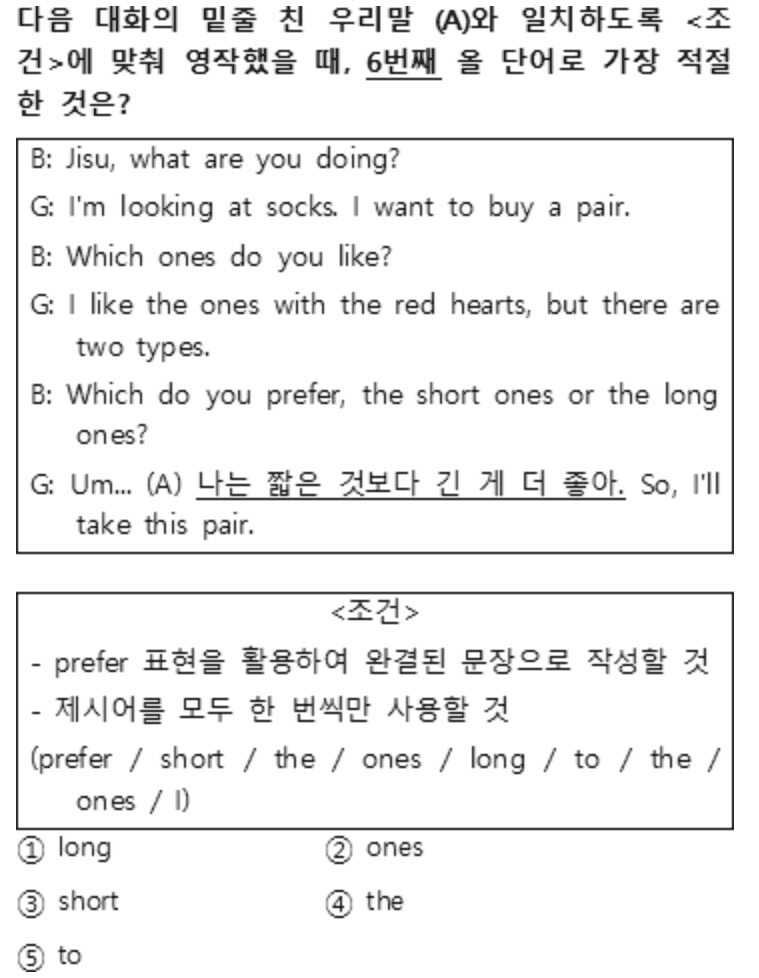 다음 대화의 밑줄 친 우리말 (A)와 일치하도록 <조
건>에 맞춰 영작했을 때, 6번째 올 단어로 가장 적절
한 것은?
B: Jisu, what are you doing?
G: I'm looking at socks. I want to buy a pair.
B: Which ones do you like?
G: I like the ones with the red hearts, but there are
two types.
B: Which do you prefer, the short ones or the long
ones?
G: Um... (A) 나는 짧은 것보다 긴 게 더 좋아. So, I'll
take this pair.
<조건>
- prefer 표현을 활용하여 완결된 문장으로 작성할 것
- 제시어를 모두 한 번씩만 사용할 것
(prefer / short / the / ones / long / to / the /
ones / I)
① long ② ones
③ short ④ the
⑤ to